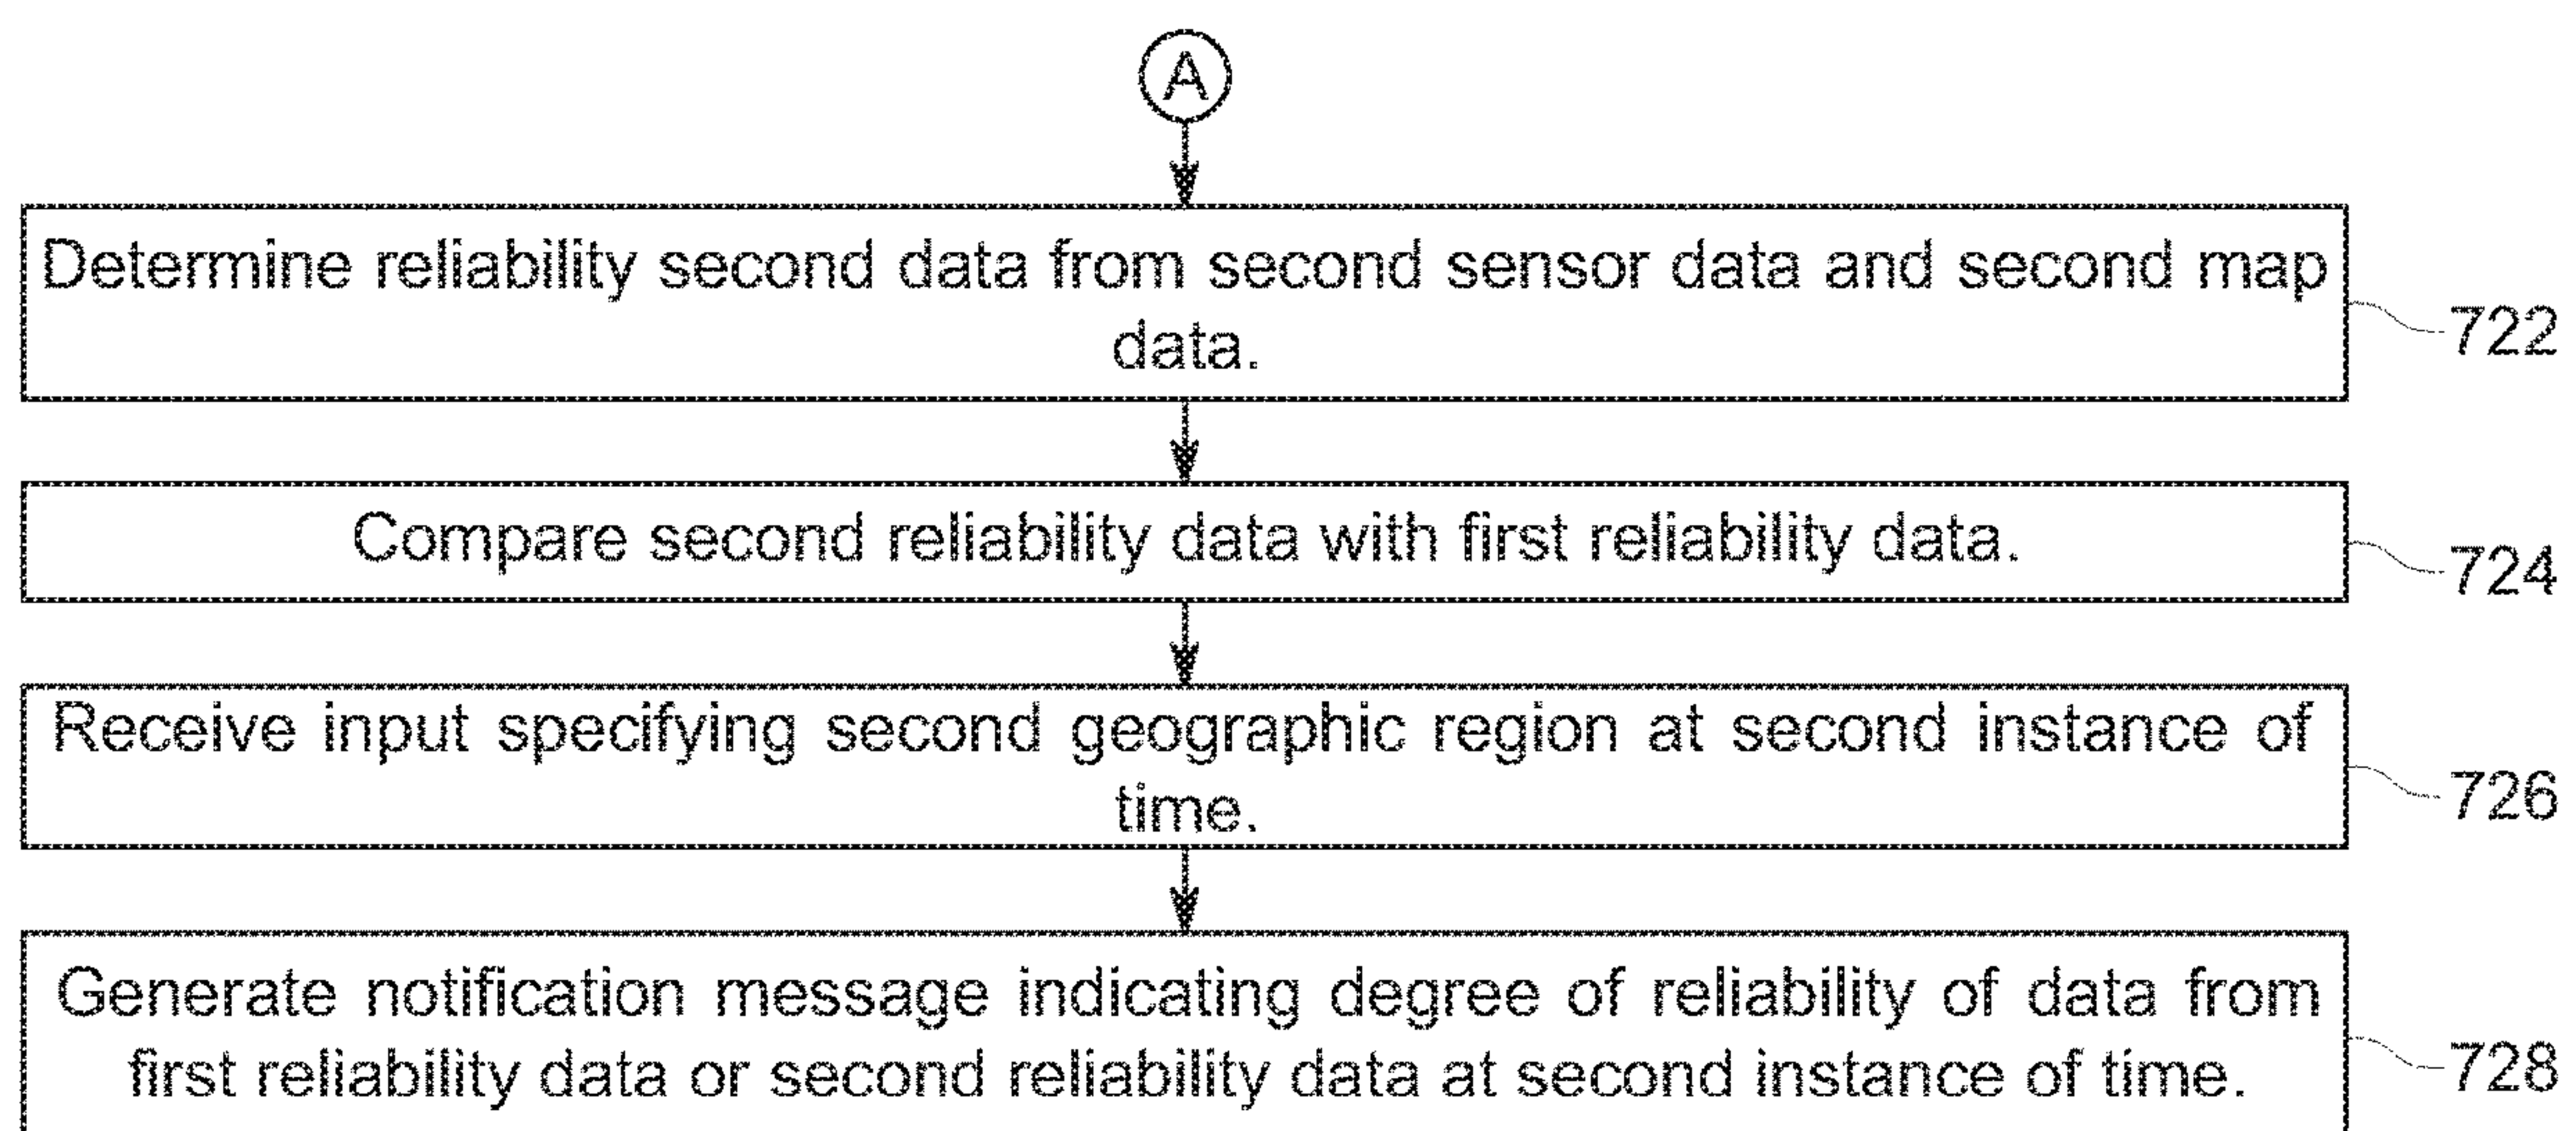 A
Determine reliability second data from second sensor data and second map
data.
722
Compare second reliability data with first reliability data.
724
Receive input specifying second geographic region at second instance of
time.
726
Generate notification message indicating degree of reliability of data from
first reliability data or second reliability data at second instance of time.
728